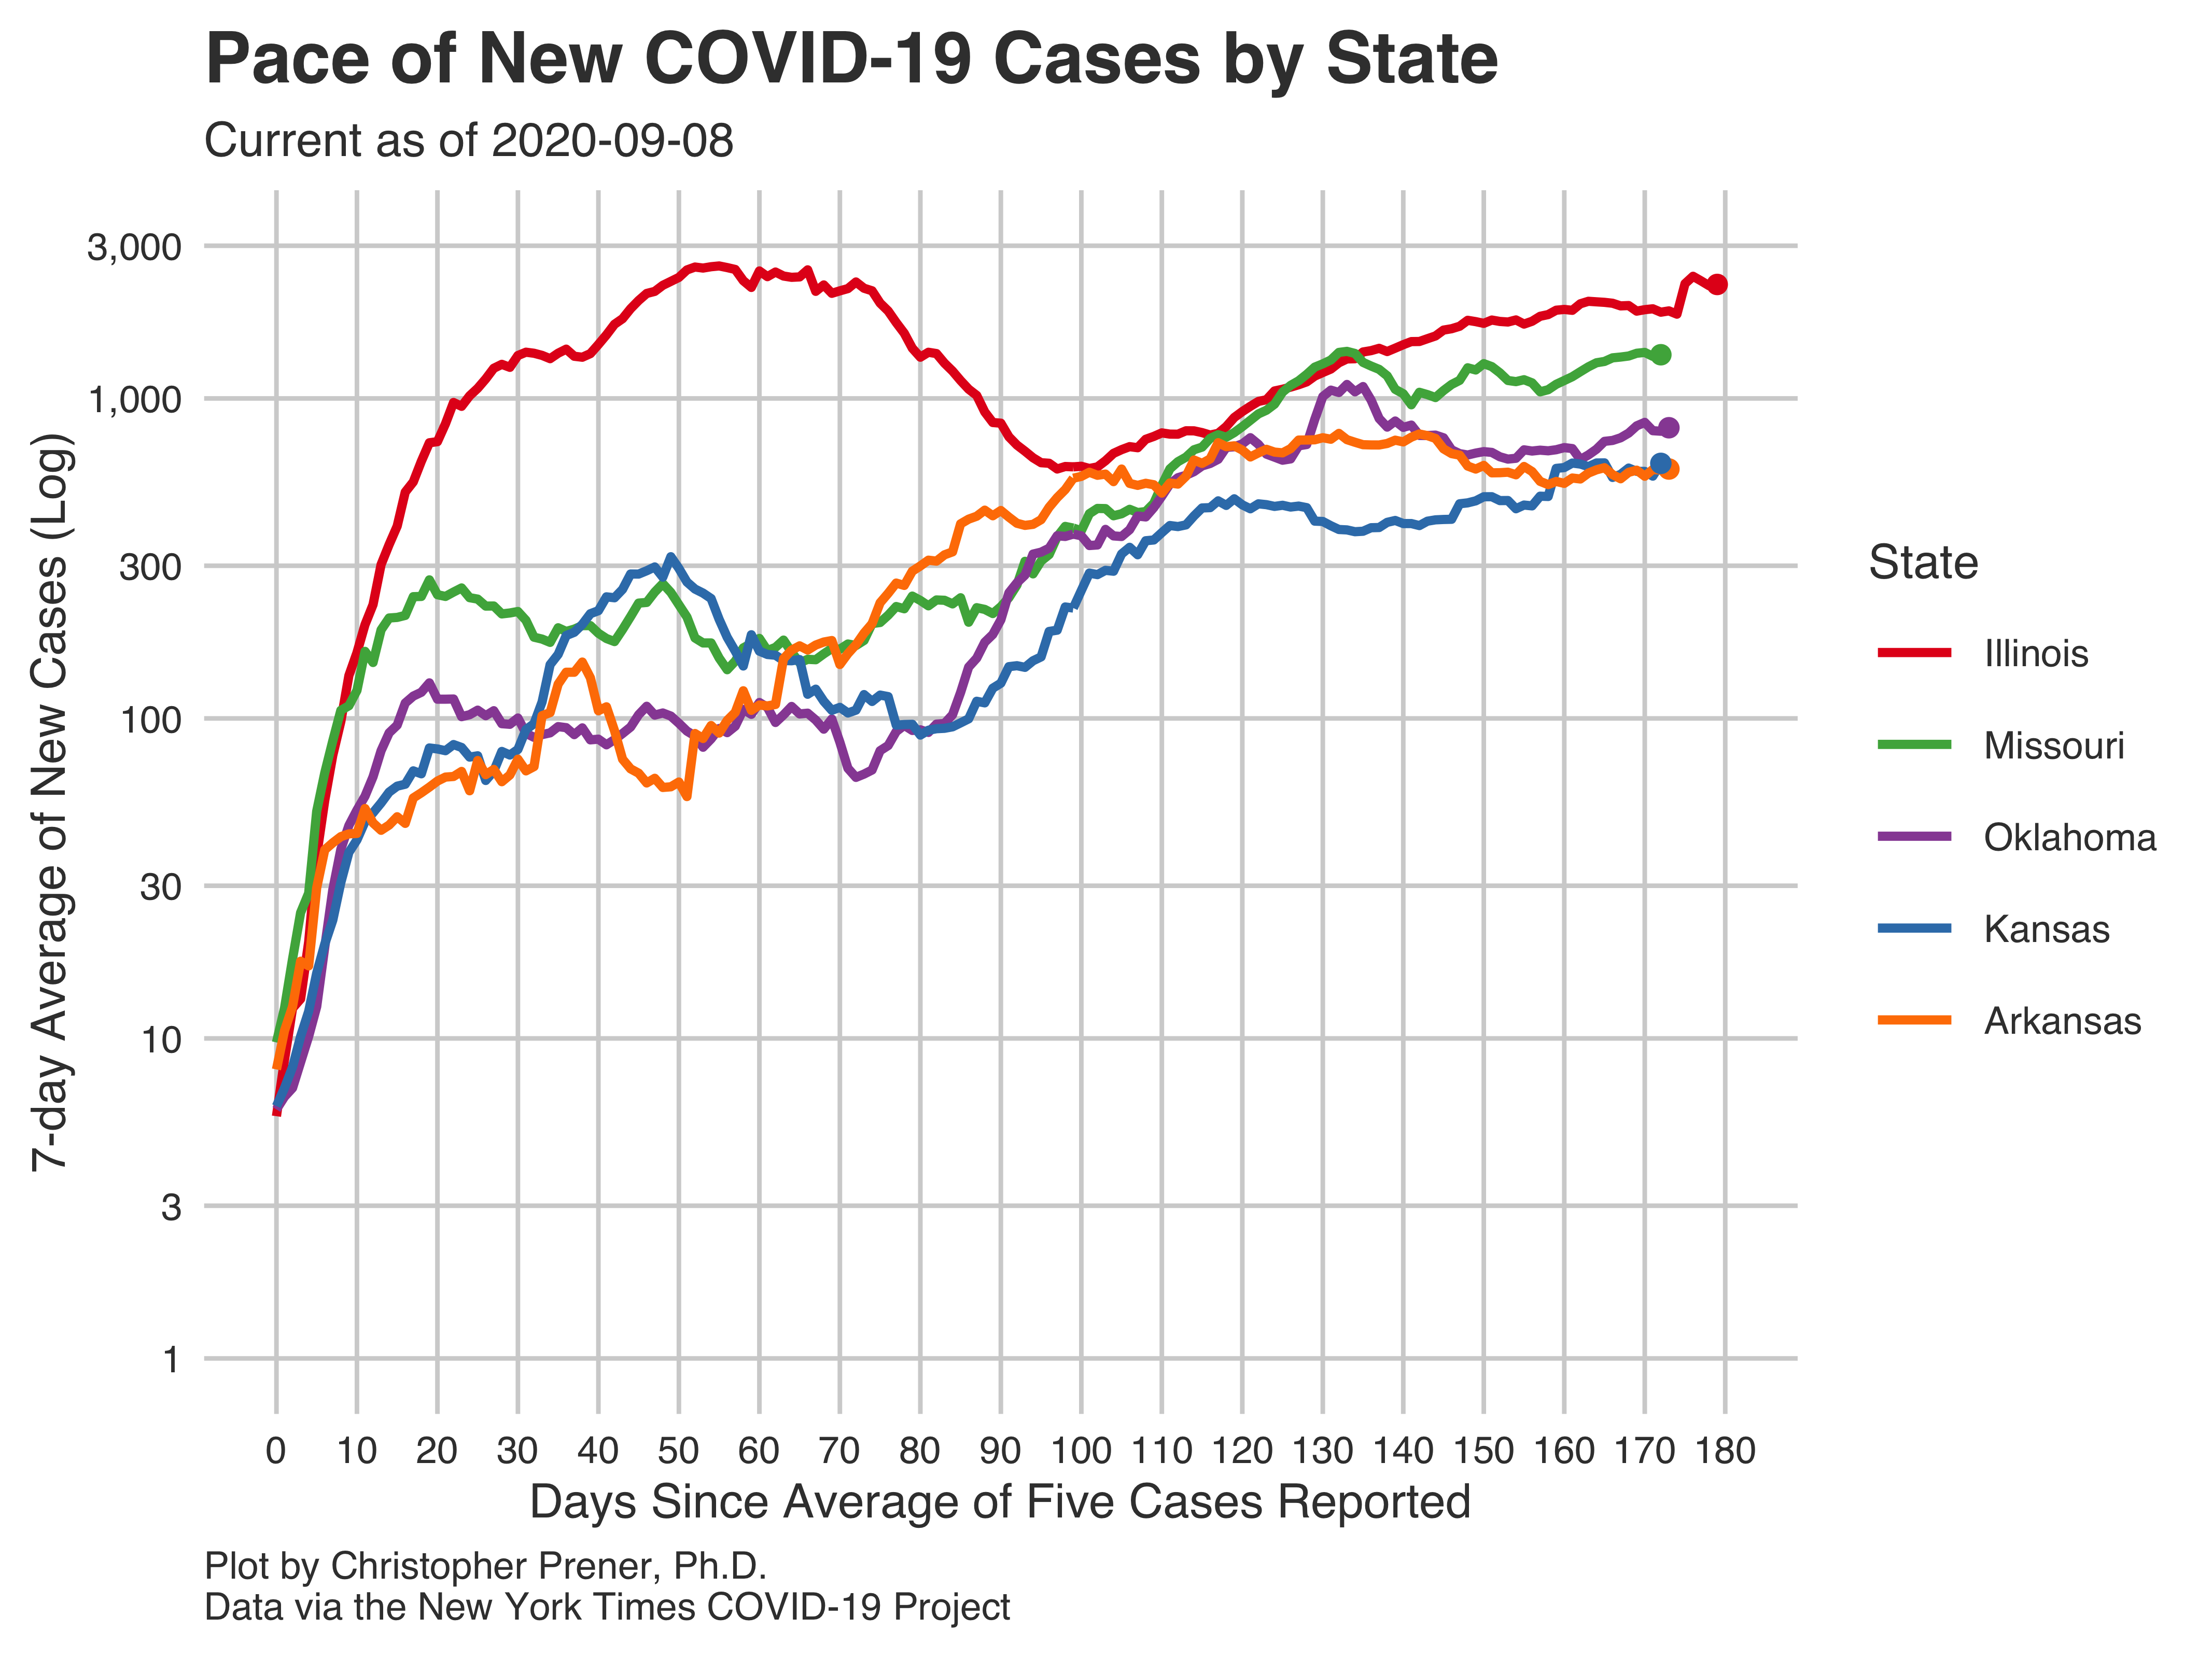 Pace of New COVID-19 Cases by State
Current as of 2020-09-08
7-day Average of New Cases (Log)
3,000
1,000
300
100
30
10
3
1
0 10 20 30 40 50 60 70 80 90 100 110 120 130 140 150 160 170 180
Days Since Average of Five Cases Reported
State
Illinois
Missouri
Oklahoma
Kansas
Arkansas
Plot by Christopher Prener, Ph.D.
Data via the New York Times COVID-19 Project